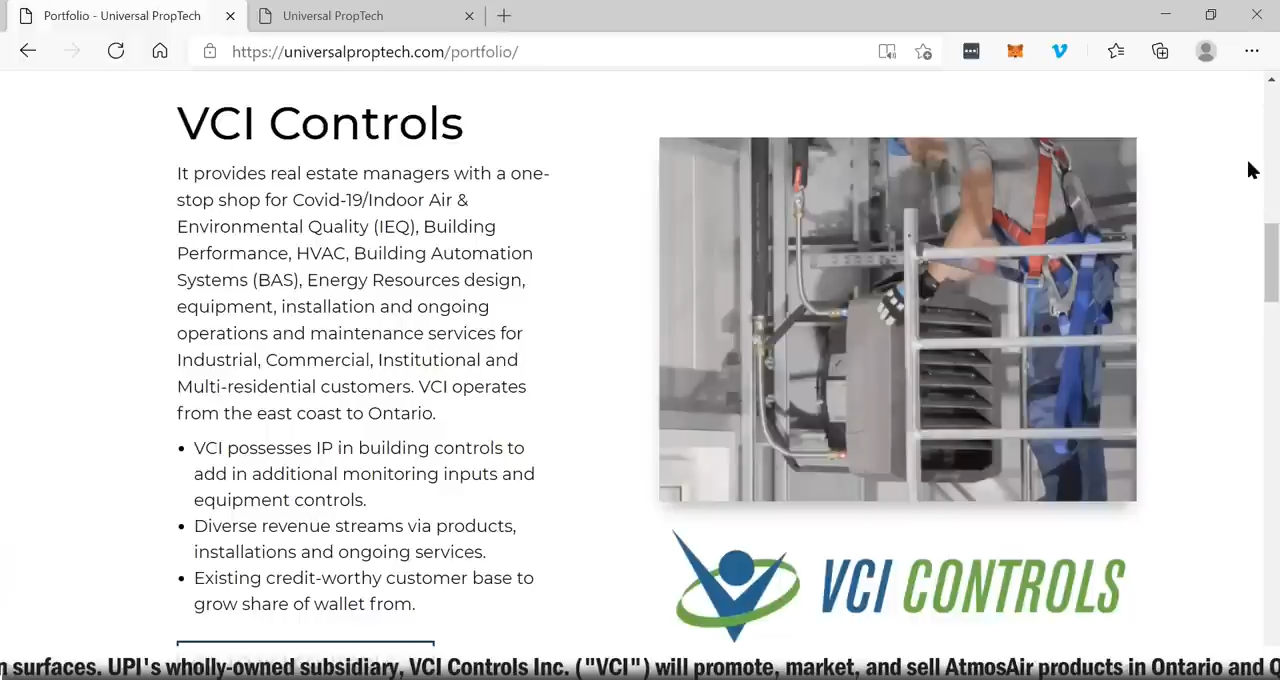 Portfolio - Universal PropTech
Universal PropTech
https://universalproptech.com/portfolio/
VCI Controls
It provides real estate managers with a one-
stop shop for Covid-19/Indoor Air &
Environmental Quality (IEQ), Building
Performance, HVAC, Building Automation
Systems (BAS), Energy Resources design,
equipment, installation and ongoing
operations and maintenance services for
Industrial, Commercial, Institutional and
Multi-residential customers. VCI operates
from the east coast to Ontario.
• VCI possesses IP in building controls to
add in additional monitoring inputs and
equipment controls.
• Diverse revenue streams via products,
installations and ongoing services.
• Existing credit-worthy customer base to
grow share of wallet from.
VCI CONTROLS
surfaces. UPI's wholly-owned subsidiary, VCI Controls Inc. ("VCI") will promote, market, and sell AtmosAir products in Ontario and